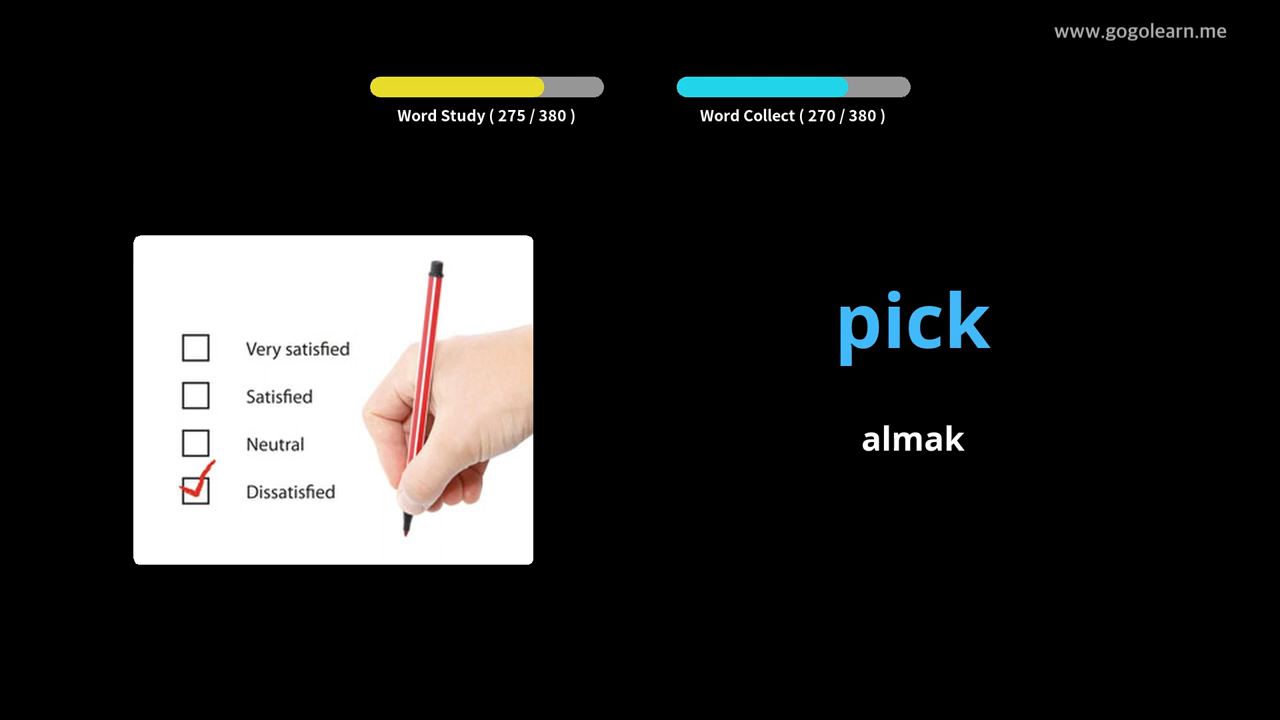 www.gogolearn.me
Word Study ( 275 / 380 )
Word Collect ( 270 / 380 )
Very satisfied
Satisfied
Neutral
Dissatisfied
pick
almak